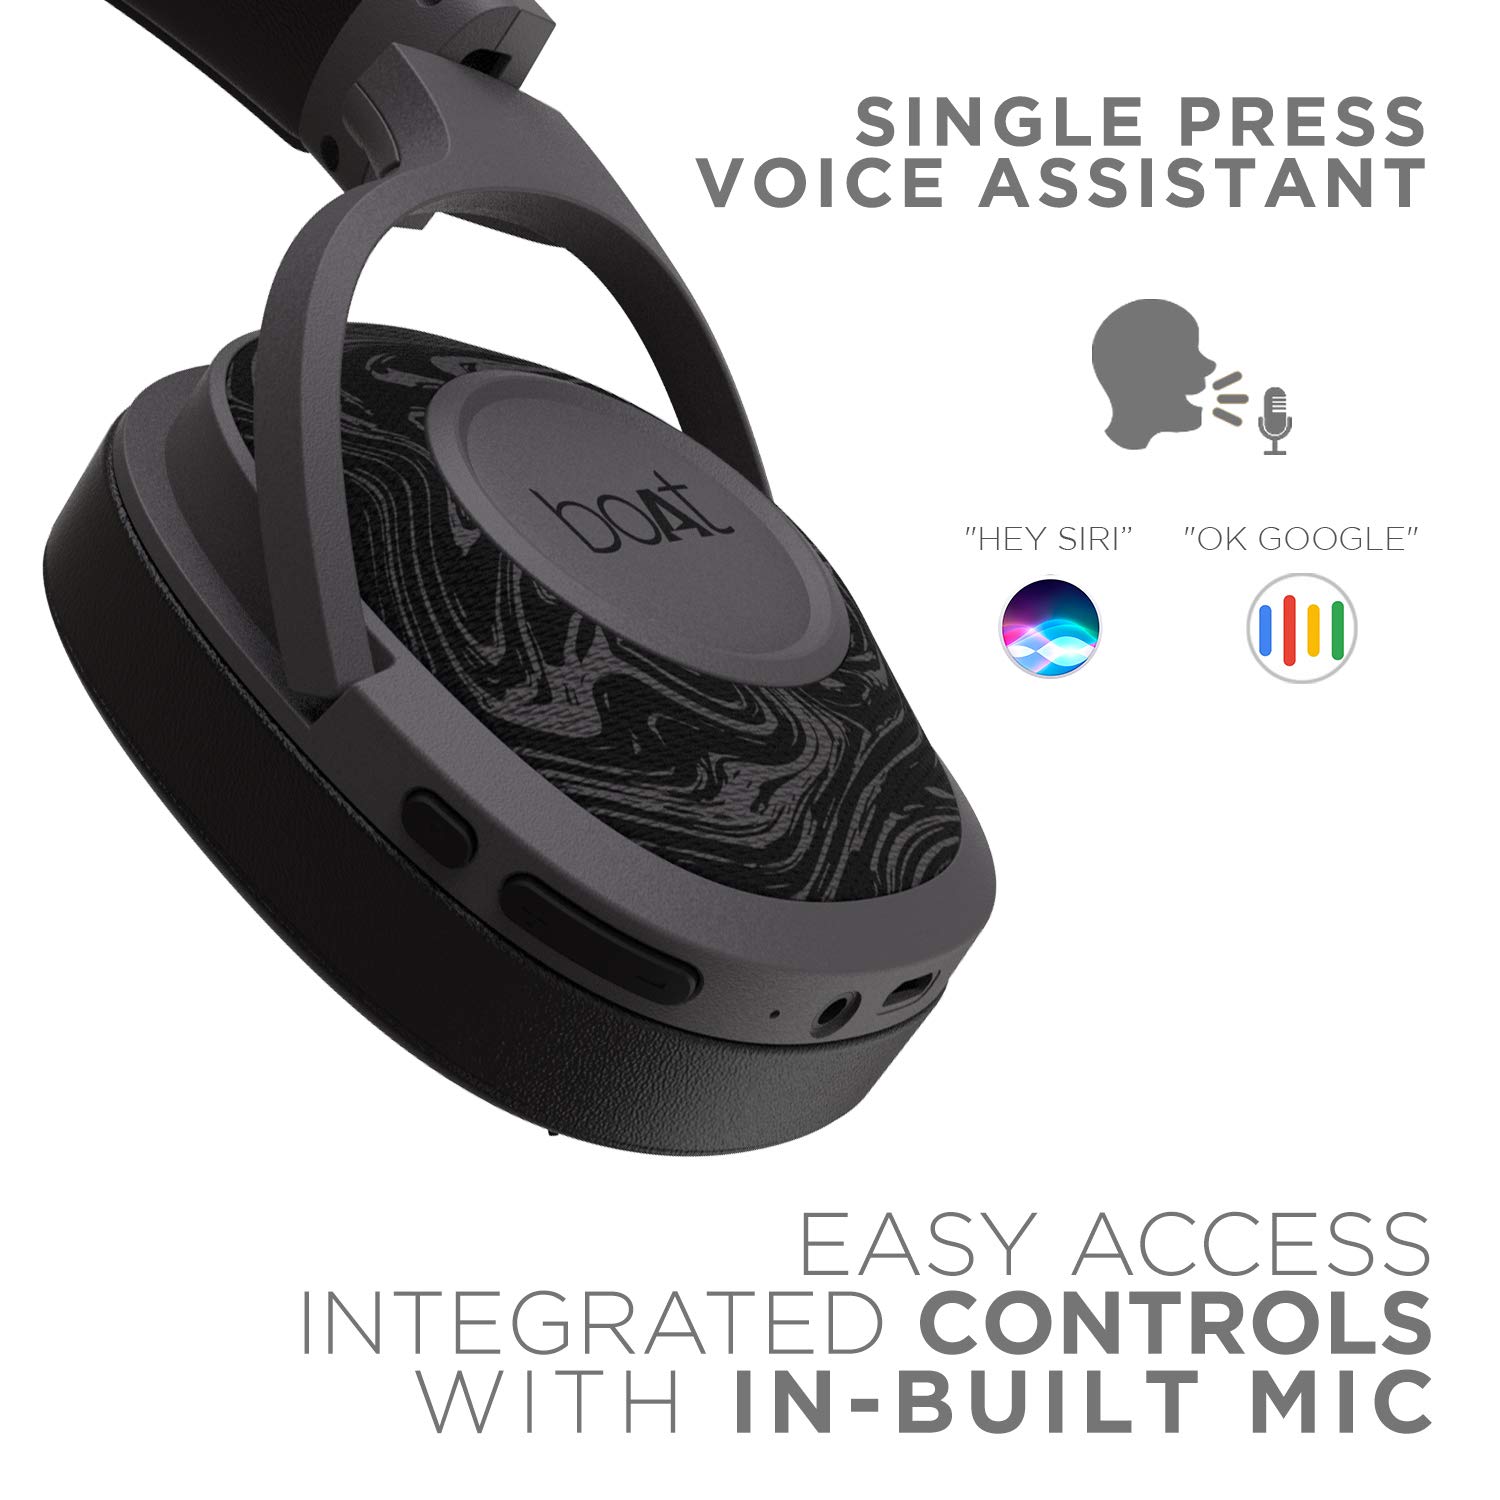 SINGLE PRESS
VOICE ASSISTANT
"HEY SIRI”
"OK GOOGLE"
boAt
EASY ACCESS
INTEGRATED CONTROLS
WITH IN-BUILT MIC